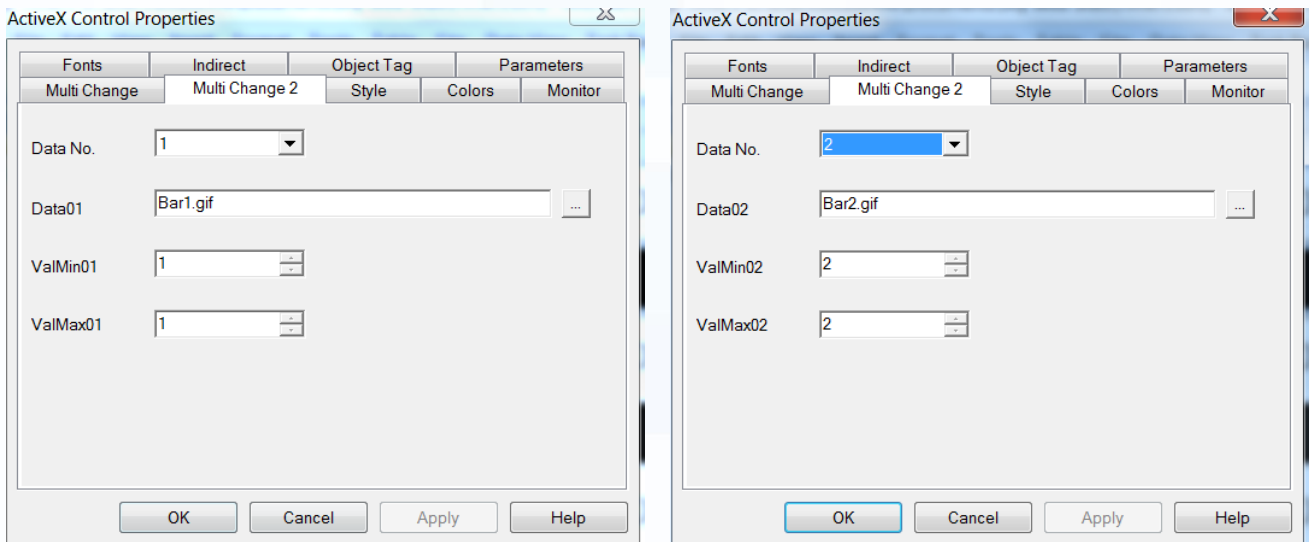 ActiveX Control Properties
Fonts Indirect Object Tag Parameters
Multi Change Multi Change 2 Style Colors Monitor
Data No. 1
Data01 Bar1.gif ...
ValMin01 1
ValMax01 1
OK Cancel Apply Help
ActiveX Control Properties
Fonts Indirect Object Tag Parameters
Multi Change Multi Change 2 Style Colors Monitor
Data No. 2
Data02 Bar2.gif ...
ValMin02 2
ValMax02 2
OK Cancel Apply Help